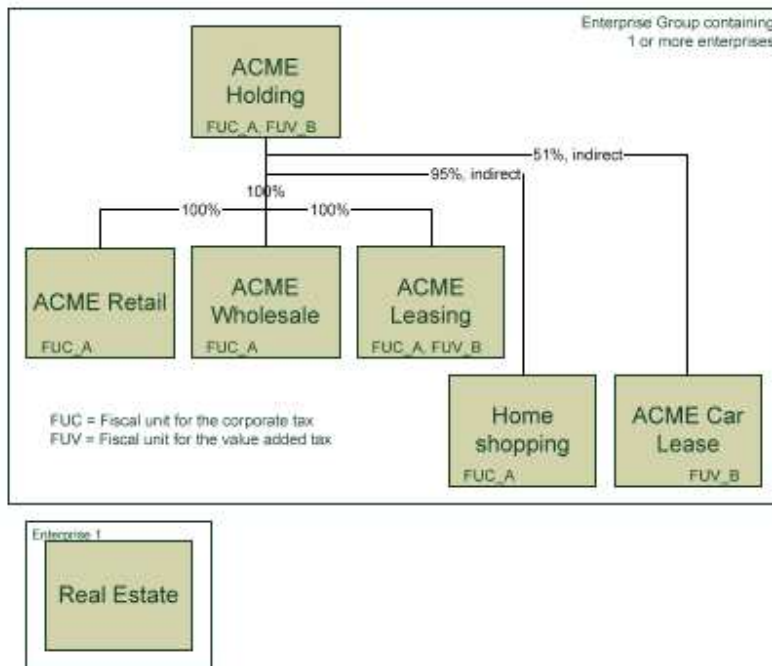 Enterprise Group containing
1 or more enterprises
ACME
Holding
FUC_A, FUV_B
51%, indirect
95%, indirect
100%
100%
100%
ACME Retail
FUC_A
ACME
Wholesale
FUC_A
ACME
Leasing
FUC_A, FUV_B
FUC = Fiscal unit for the corporate tax
FUV = Fiscal unit for the value added tax
Home
shopping
FUC_A
ACME Car
Lease
FUV_B
Enterprise 1
Real Estate